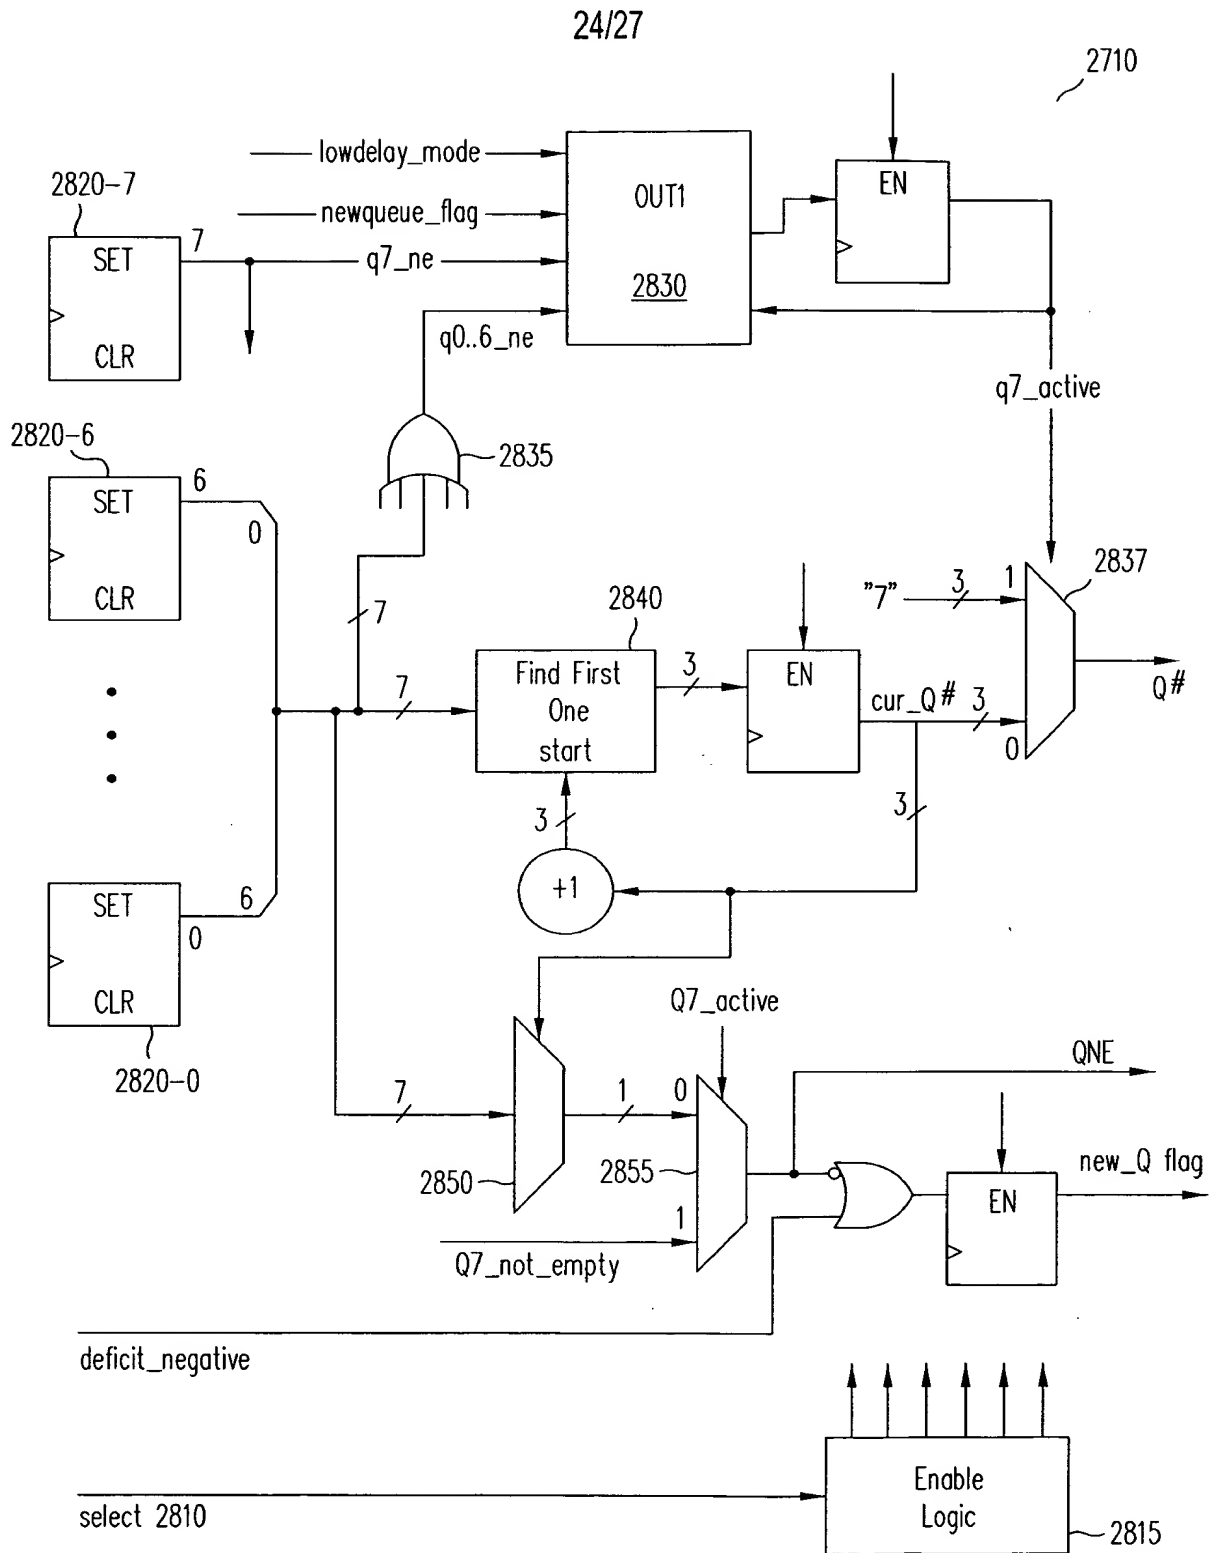 24/27
2710
lowdelay_mode
2820-7
EN
OUT1
newqueue_flag
7
SET
q7_ne
2830
q0..6_ne
CLR
q7_active
2820-6
2835
6
SET
0
2837
1
"7"
3
CLR
2840
7
Find First
One
start
3
EN
7
cur_Q#
3
Q#
0
3
3
+1
SET
6
0
Q7_active
CLR
2820-0
QNE
7
1
0
2850
2855
new_Q flag
EN
1
Q7_not_empty
deficit_negative
Enable
Logic
select 2810
2815